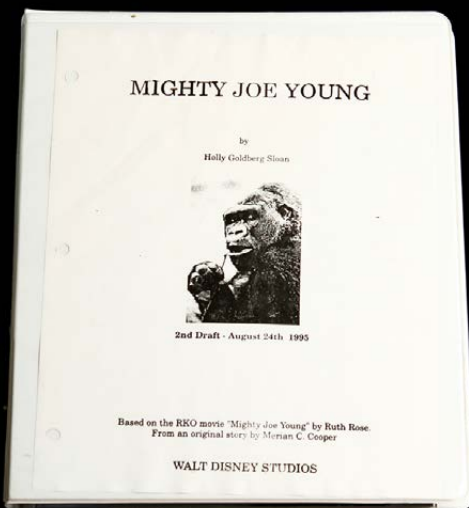 MIGHTY JOE YOUNG
by
Holly Goldberg Sloan
2nd Draft - August 24th 1995
Based on the RKO movie "Mighty Joe Young" by Ruth Rose.
From an original story by Merian C. Cooper
WALT DISNEY STUDIOS